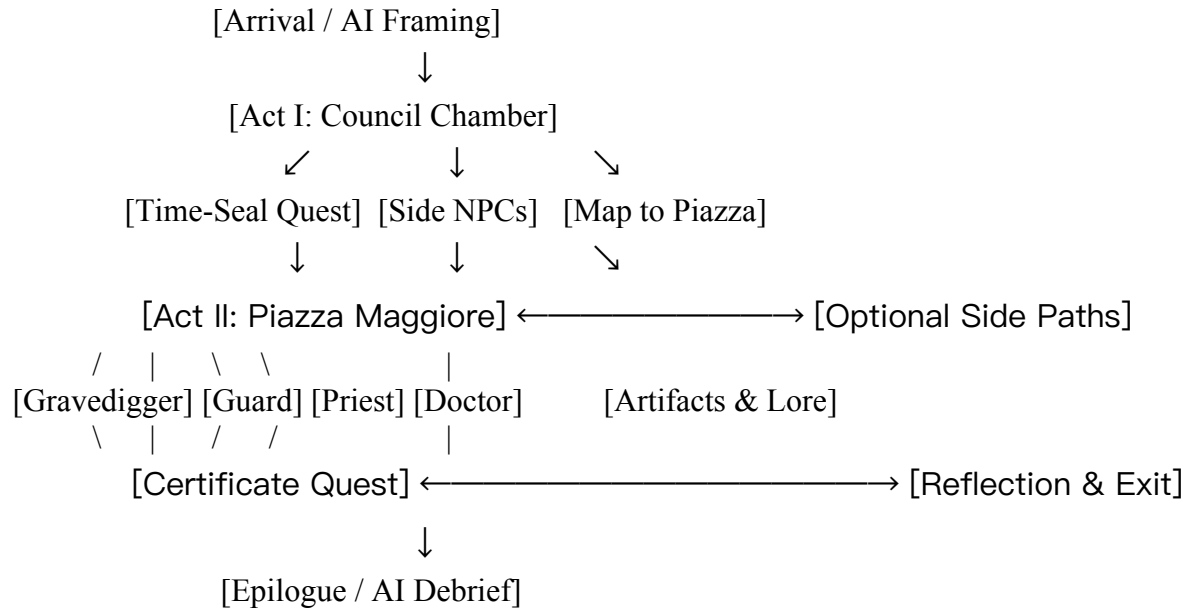 [Arrival / AI Framing]
↓
[Act I: Council Chamber]
↙ ↓ ↘
[Time-Seal Quest] [Side NPCs] [Map to Piazza]
↓ ↓ ↘
[Act II: Piazza Maggiore] ←——————————→ [Optional Side Paths]
/ | \ \ |
[Gravedigger] [Guard] [Priest] [Doctor] [Artifacts & Lore]
\ | / / |
[Certificate Quest] ←————————————————→ [Reflection & Exit]
↓
[Epilogue / AI Debrief]